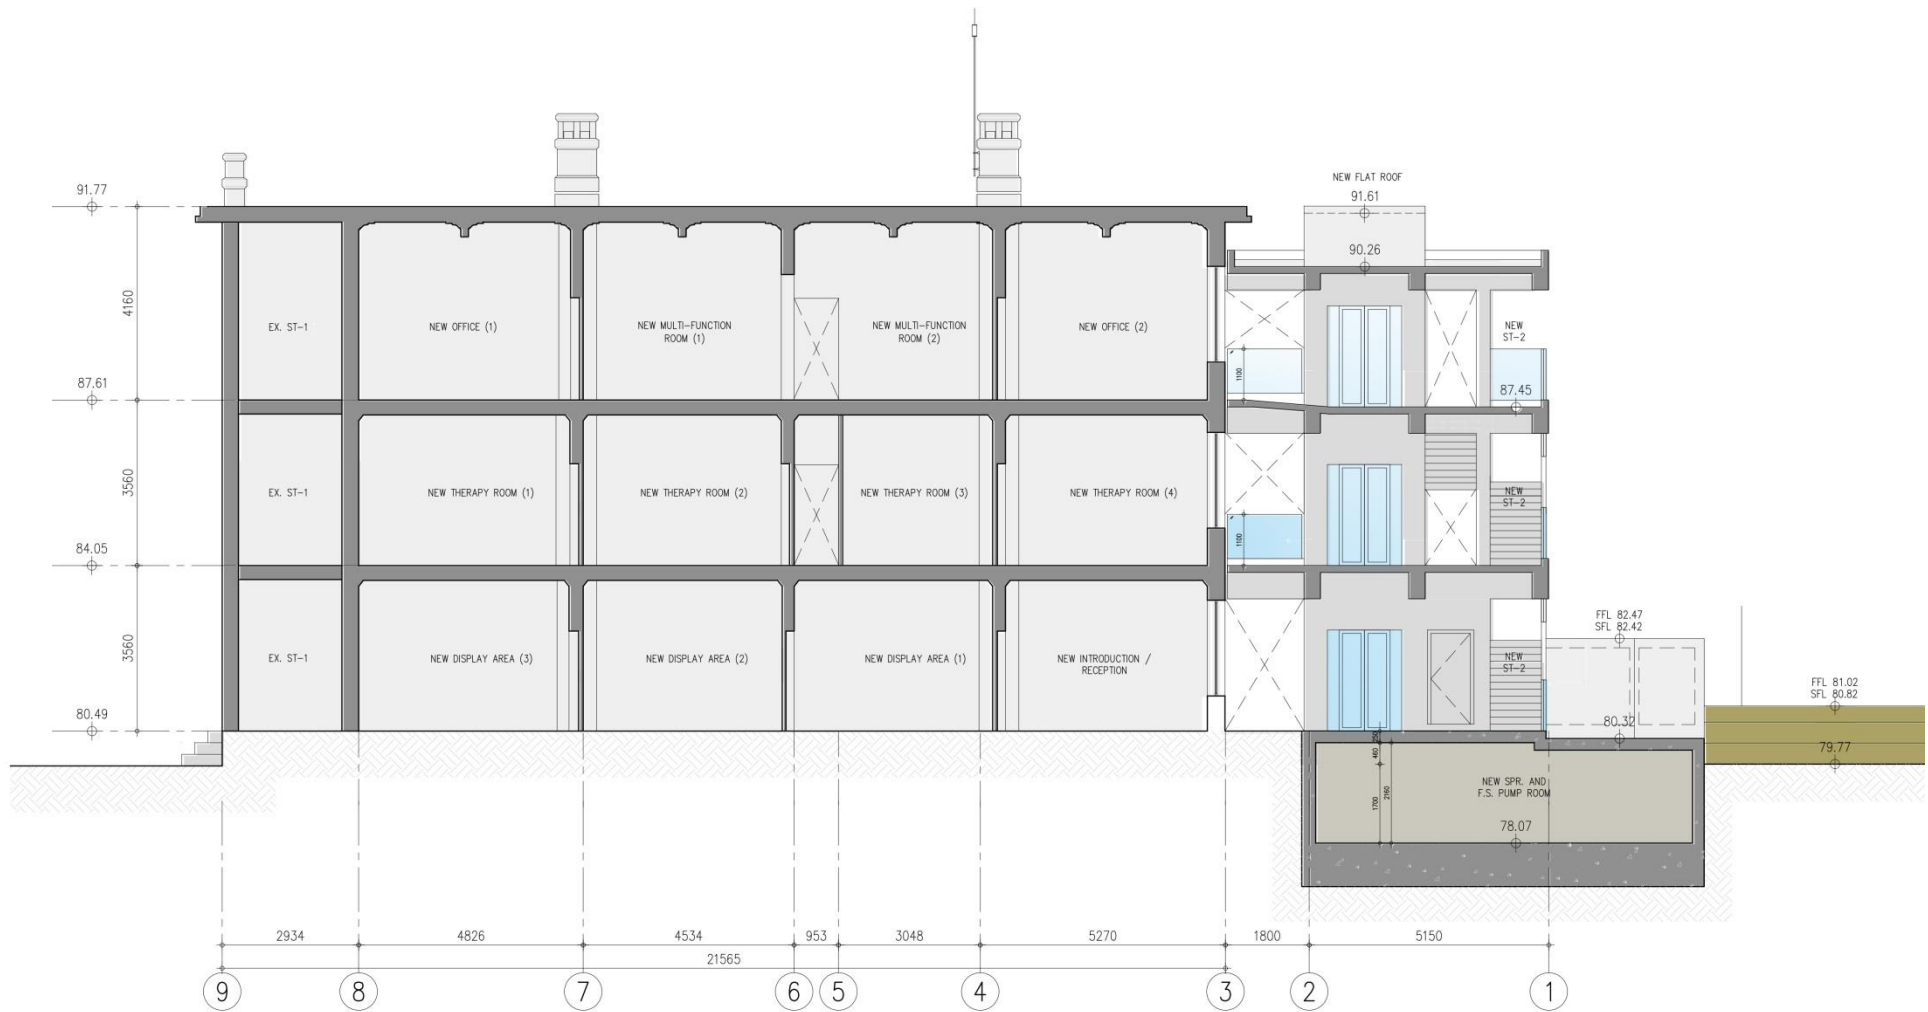 NEW FLAT ROOF
91.61
91.77
90.26
4160
EX. ST-1
NEW OFFICE (1)
NEW MULTI-FUNCTION
ROOM (1)
NEW MULTI-FUNCTION
ROOM (2)
NEW OFFICE (2)
NEW
ST-2
1100
87.61
87.45
3560
EX. ST-1
NEW THERAPY ROOM (1)
NEW THERAPY ROOM (2)
NEW THERAPY ROOM (3)
NEW THERAPY ROOM (4)
NEW
ST-2
1100
84.05
3560
EX. ST-1
NEW DISPLAY AREA (3)
NEW DISPLAY AREA (2)
NEW DISPLAY AREA (1)
NEW INTRODUCTION /
RECEPTION
NEW
ST-2
FFL 82.47
SFL 82.42
FFL 81.02
SFL 80.82
80.49
80.32
79.77
250
460
1700
2160
NEW SPR. AND
F.S. PUMP ROOM
78.07
2934
4826
4534
953
3048
5270
1800
5150
21565
9
8
7
6
5
4
3
2
1